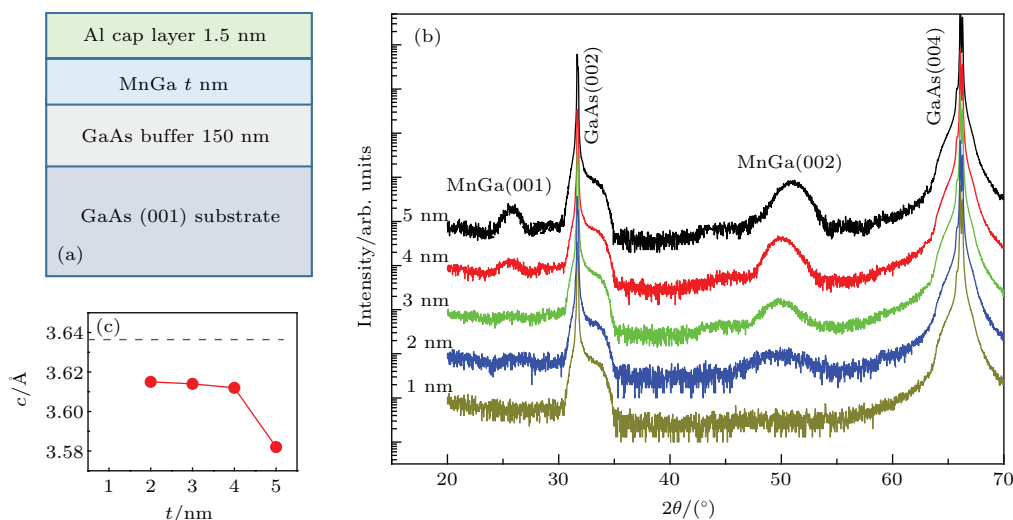 Al cap layer 1.5 nm
MnGa t nm
GaAs buffer 150 nm
GaAs (001) substrate
(a)
(b)
GaAs(002)
GaAs(004)
MnGa(001)
MnGa(002)
5 nm
4 nm
3 nm
2 nm
1 nm
Intensity/arb. units
20
30
40
50
60
70
2θ/(°)
(c)
3.64
3.62
3.60
3.58
c/Å
1
2
3
4
5
t/nm